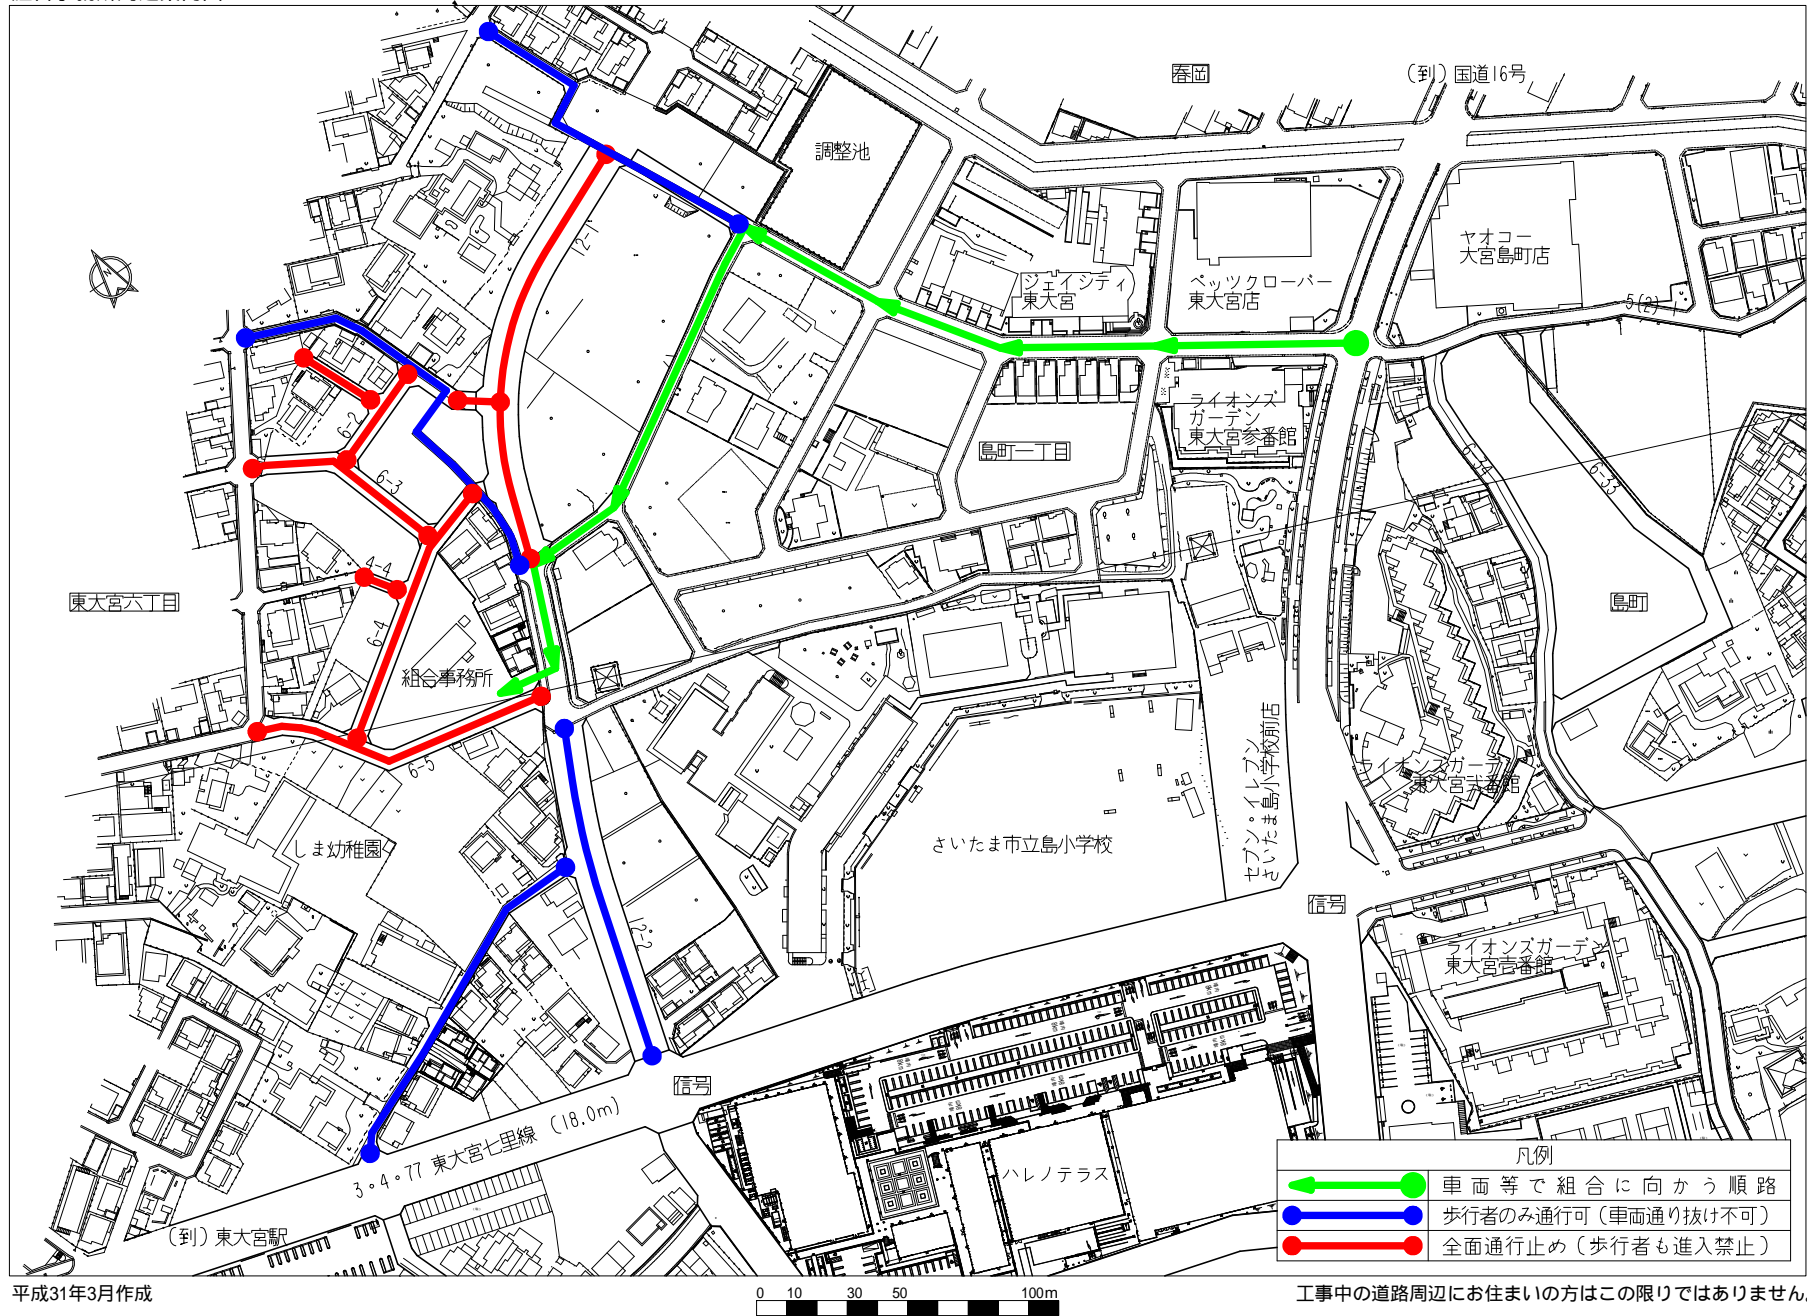 春岡
(到) 国道16号
調整池
ヤオコー
大宮島町店
ジェイシティ
東大宮
ペッツクローバー
東大宮店
5(2)-1
12-1
ライオンズ
ガーデン
東大宮参番館
島町一丁目
6-2
6-3
6-14
6-33
4-4
東大宮六丁目
島町
6-4
組合事務所
6-5
セブン・イレブン
さいたま島小学校前店
ライオンズガーデン
東大宮弐番館
しま幼稚園
さいたま市立島小学校
信号
12-2
ライオンズガーデン
東大宮壱番館
信号
3・4・77 東大宮七里線 (18.0m)
ハレノテラス
(到) 東大宮駅
凡例
車両等で組合に向かう順路
歩行者のみ通行可(車両通り抜け不可)
全面通行止め(歩行者も進入禁止)
平成31年3月作成
0 10 30 50 100m
工事中の道路周辺にお住まいの方はこの限りではありません。